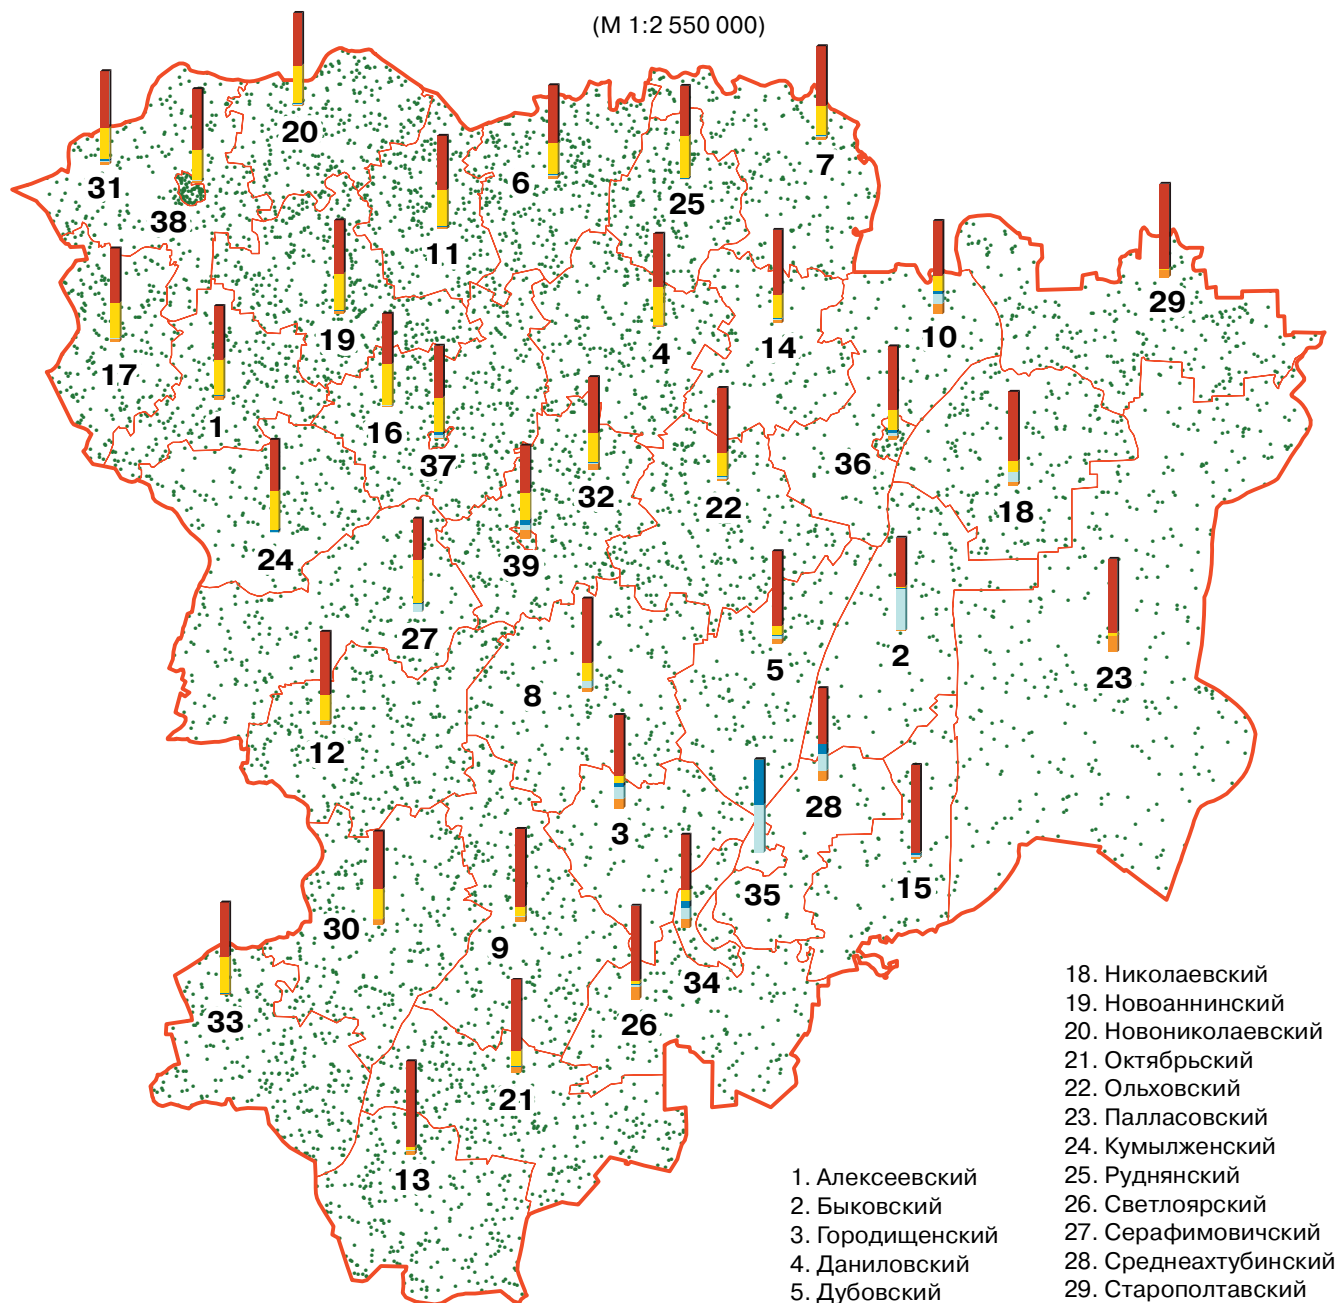 (М 1:2 550 000)
20
31
38
6
25
7
11
29
10
19
4
14
17
1
16
37
32
36
22
18
39
24
27
5
2
23
8
12
28
3
15
35
30
9
34
33
26
21
13
1. Алексеевский
2. Быковский
3. Городищенский
4. Даниловский
5. Дубовский
18. Николаевский
19. Новоаннинский
20. Новониколаевский
21. Октябрьский
22. Ольховский
23. Палласовский
24. Кумылженский
25. Руднянский
26. Светлоярский
27. Серафимовичский
28. Среднеахтубинский
29. Старополтавский